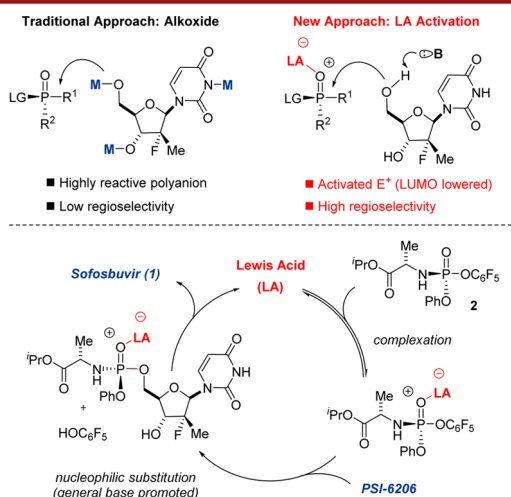 Traditional Approach: Alkoxide
New Approach: LA Activation
O
LG P R¹
R²
M O
N M
O
N O
O
M O
F Me
⊖
LA O ⊕
LG P R¹
R²
H :B
O
O
NH
N O
O
HO
F Me
■ Highly reactive polyanion
■ Low regioselectivity
■ Activated E⁺ (LUMO lowered)
■ High regioselectivity
Sofosbuvir (1)
Lewis Acid
(LA)
Me O
ⁱPrO N P OC₆F₅
H
O PhO 2
complexation
⊖
LA
⊕ O
Me
ⁱPrO N P O
H
O PhO
O
NH
N O
O
+
HOC₆F₅
HO
F Me
⊖
LA
⊕ O
Me
ⁱPrO N P OC₆F₅
H
O PhO
nucleophilic substitution
(general base promoted)
PSI-6206